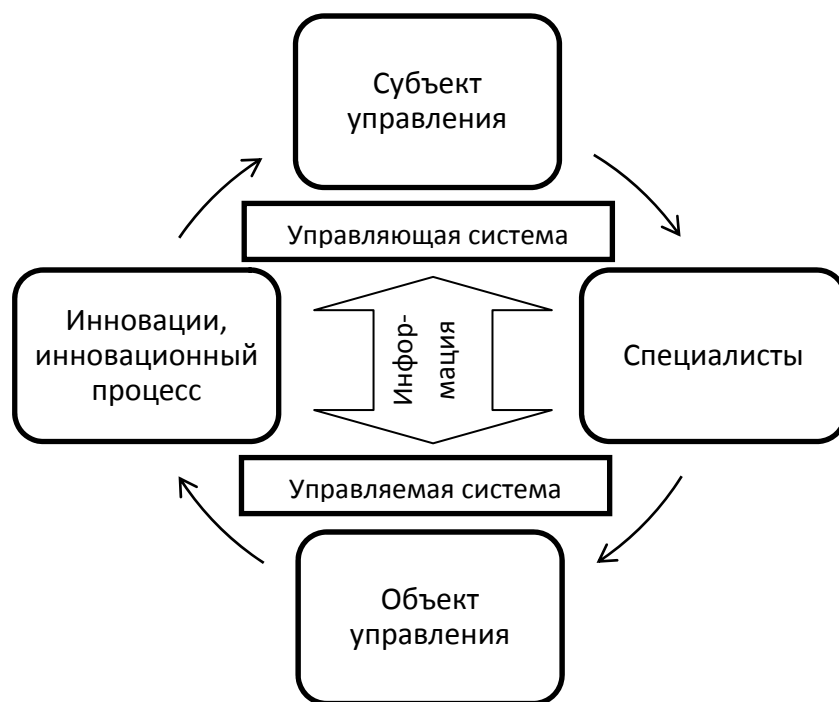 Субъект
управления
Управляющая система
Инновации,
инновационный
процесс
Инфор-
мация
Специалисты
Управляемая система
Объект
управления